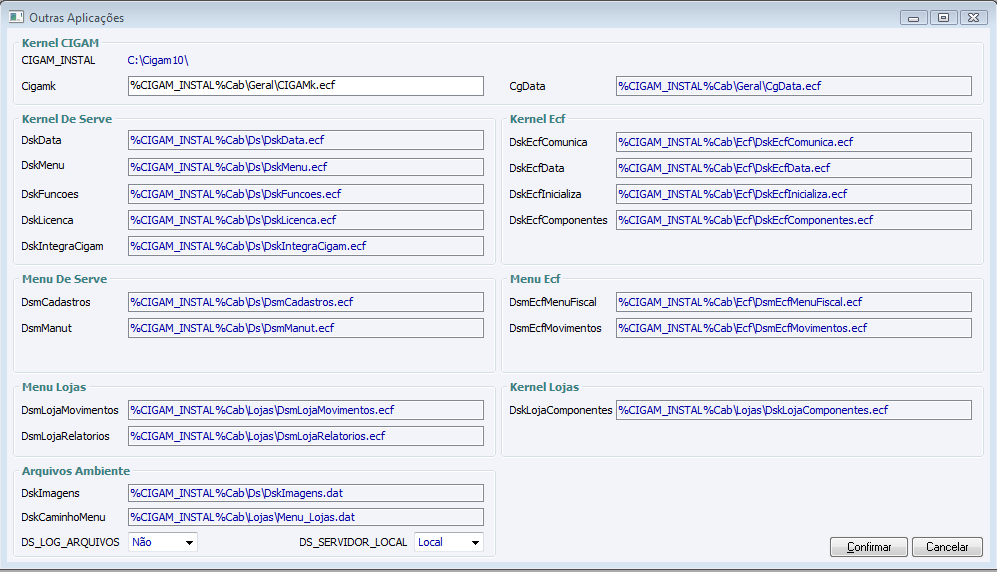 Outras Aplicações
Kernel CIGAM
CIGAM_INSTAL C:\Cigam10\
Cigamk %CIGAM_INSTAL%Cab\Geral\CIGAMk.ecf CgData %CIGAM_INSTAL%Cab\Geral\CgData.ecf
Kernel De Serve
DskData %CIGAM_INSTAL%Cab\Ds\DskData.ecf
DskMenu %CIGAM_INSTAL%Cab\Ds\DskMenu.ecf
DskFuncoes %CIGAM_INSTAL%Cab\Ds\DskFuncoes.ecf
DskLicenca %CIGAM_INSTAL%Cab\Ds\DskLicenca.ecf
DskIntegraCigam %CIGAM_INSTAL%Cab\Ds\DskIntegraCigam.ecf
Kernel Ecf
DskEcfComunica %CIGAM_INSTAL%Cab\Ecf\DskEcfComunica.ecf
DskEcfData %CIGAM_INSTAL%Cab\Ecf\DskEcfData.ecf
DskEcfInicializa %CIGAM_INSTAL%Cab\Ecf\DskEcfInicializa.ecf
DskEcfComponentes %CIGAM_INSTAL%Cab\Ecf\DskEcfComponentes.ecf
Menu De Serve
DsmCadastros %CIGAM_INSTAL%Cab\Ds\DsmCadastros.ecf
DsmManut %CIGAM_INSTAL%Cab\Ds\DsmManut.ecf
Menu Ecf
DsmEcfMenuFiscal %CIGAM_INSTAL%Cab\Ecf\DsmEcfMenuFiscal.ecf
DsmEcfMovimentos %CIGAM_INSTAL%Cab\Ecf\DsmEcfMovimentos.ecf
Menu Lojas
DsmLojaMovimentos %CIGAM_INSTAL%Cab\Lojas\DsmLojaMovimentos.ecf
DsmLojaRelatorios %CIGAM_INSTAL%Cab\Lojas\DsmLojaRelatorios.ecf
Kernel Lojas
DskLojaComponentes %CIGAM_INSTAL%Cab\Lojas\DskLojaComponentes.ecf
Arquivos Ambiente
DskImagens %CIGAM_INSTAL%Cab\Ds\DskImagens.dat
DskCaminhoMenu %CIGAM_INSTAL%Cab\Lojas\Menu_Lojas.dat
DS_LOG_ARQUIVOS Não DS_SERVIDOR_LOCAL Local
Confirmar Cancelar